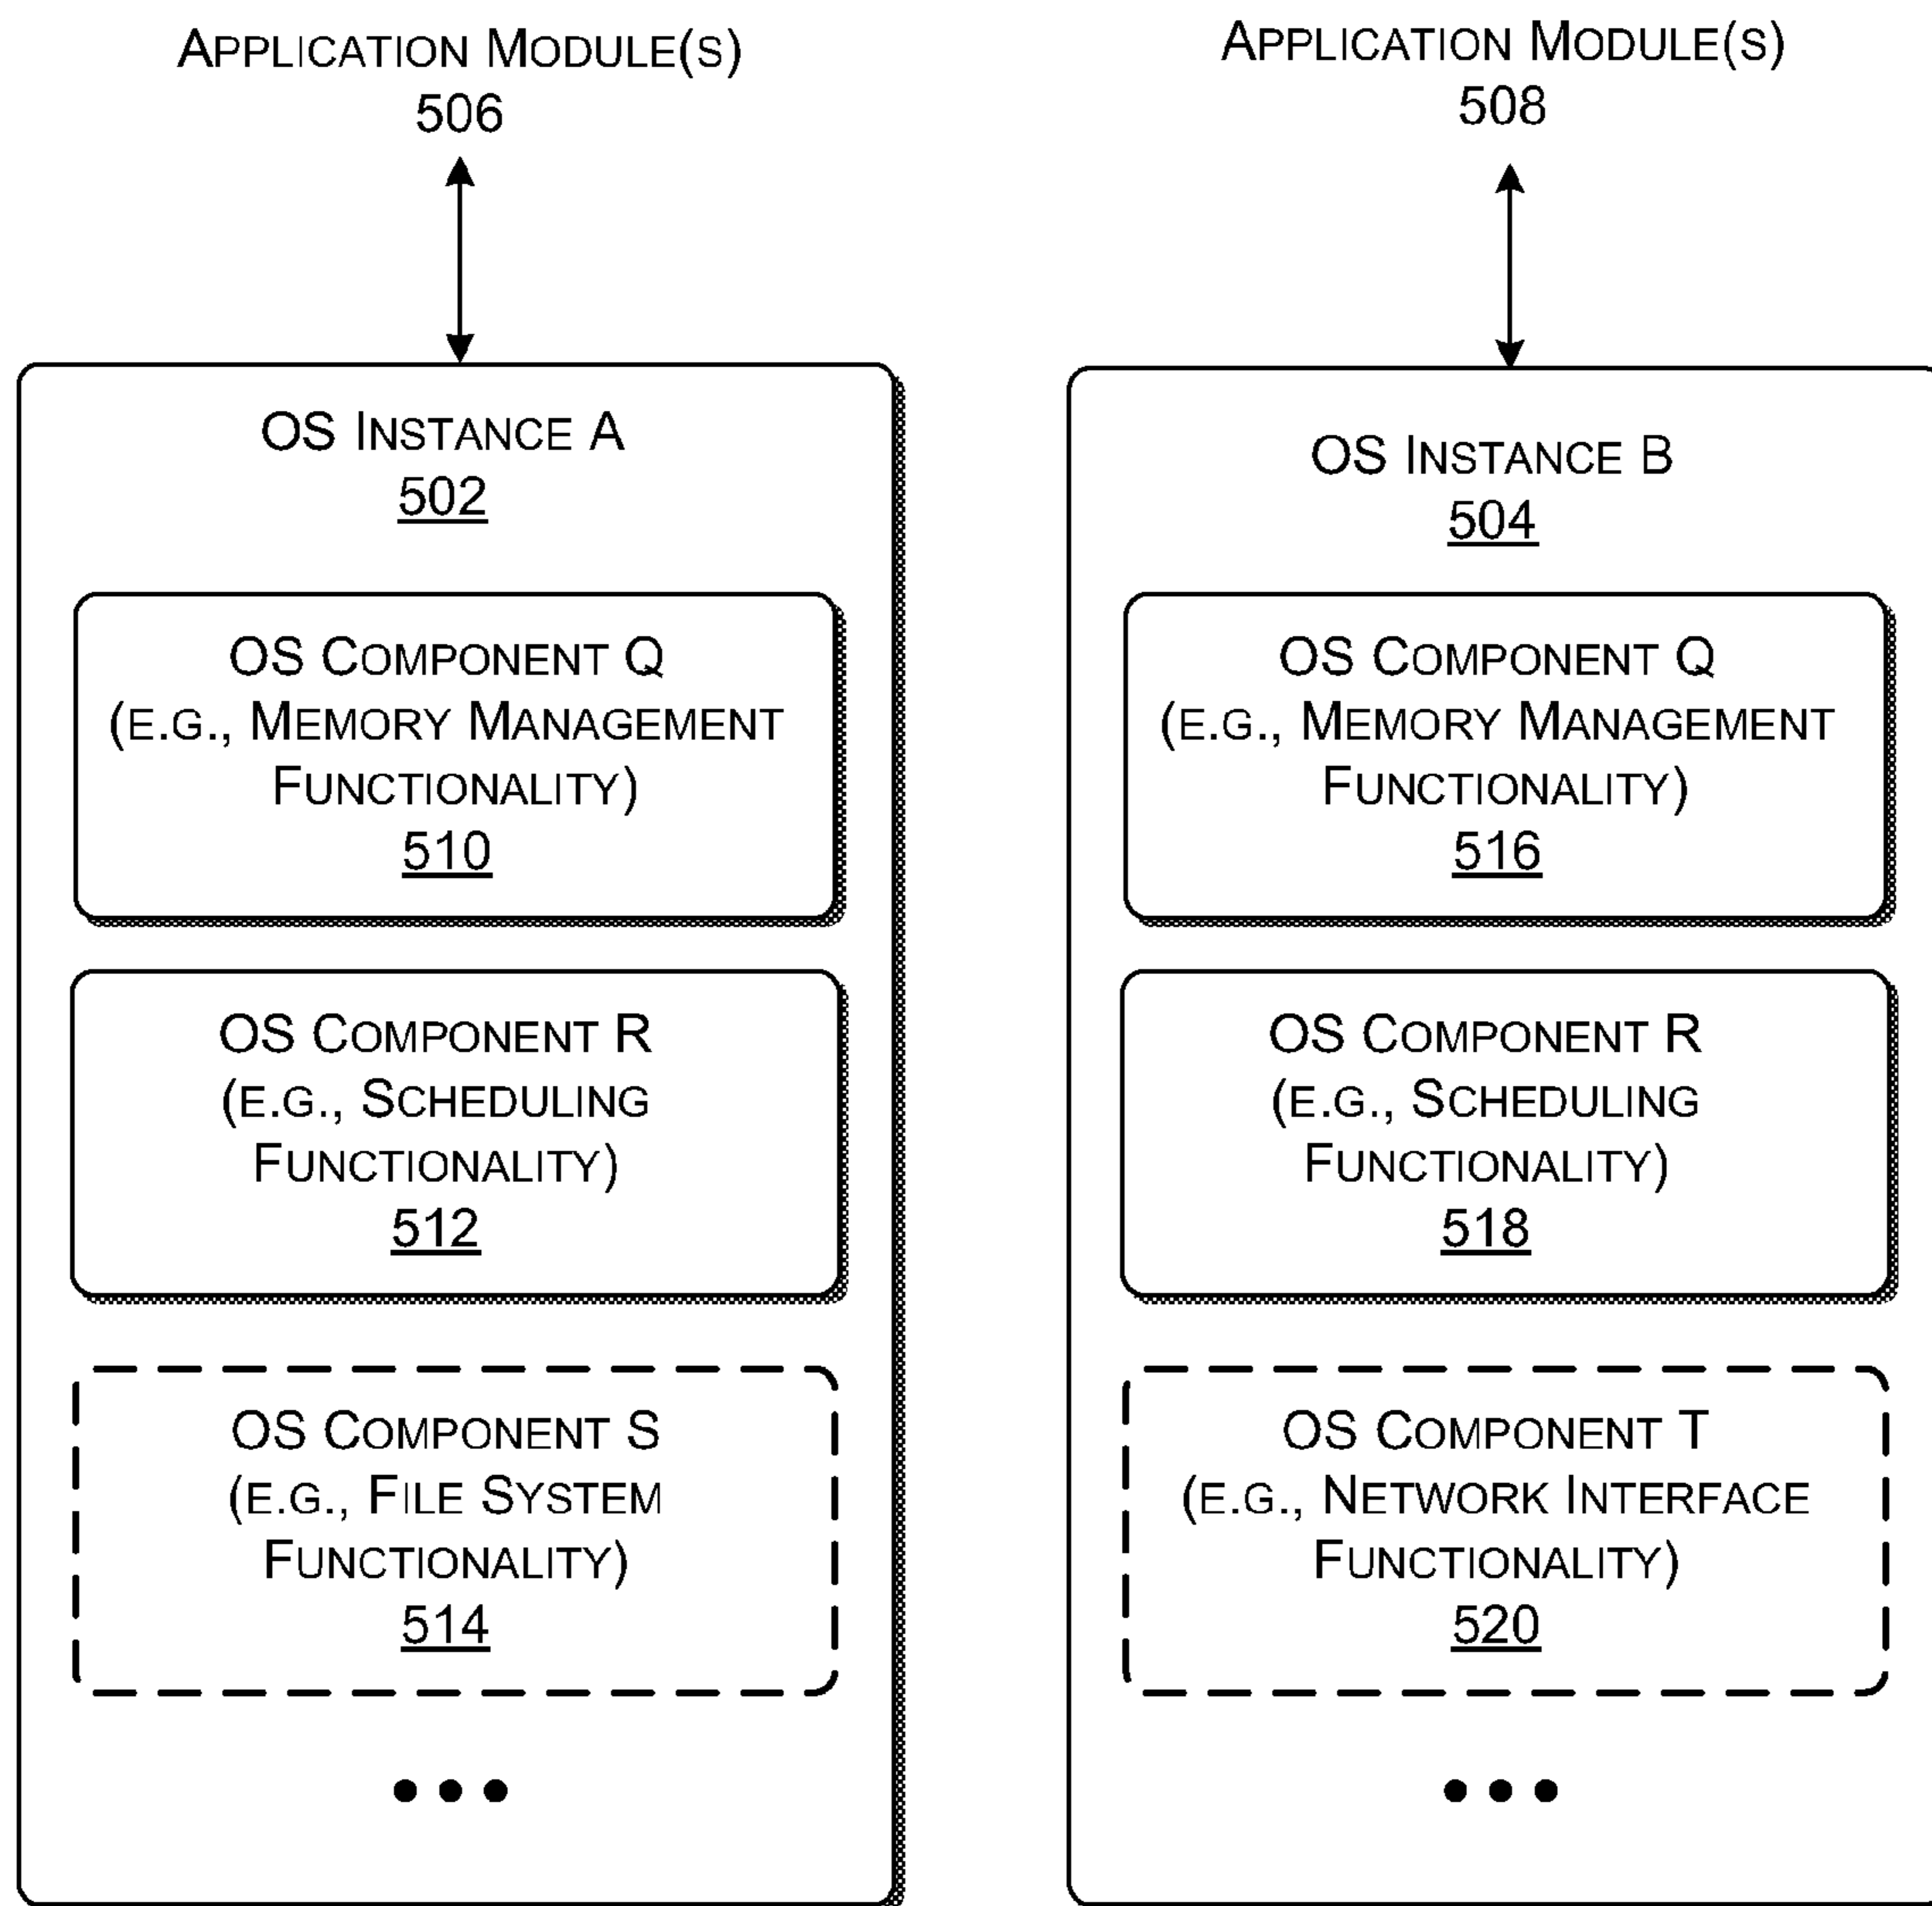 APPLICATION MODULE(S)
506
OS INSTANCE A
502
OS COMPONENT Q
(E.G., MEMORY MANAGEMENT
FUNCTIONALITY)
510
OS COMPONENT R
(E.G., SCHEDULING
FUNCTIONALITY)
512
OS COMPONENT S
(E.G., FILE SYSTEM
FUNCTIONALITY)
514
APPLICATION MODULE(S)
508
OS INSTANCE B
504
OS COMPONENT Q
(E.G., MEMORY MANAGEMENT
FUNCTIONALITY)
516
OS COMPONENT R
(E.G., SCHEDULING
FUNCTIONALITY)
518
OS COMPONENT T
(E.G., NETWORK INTERFACE
FUNCTIONALITY)
520